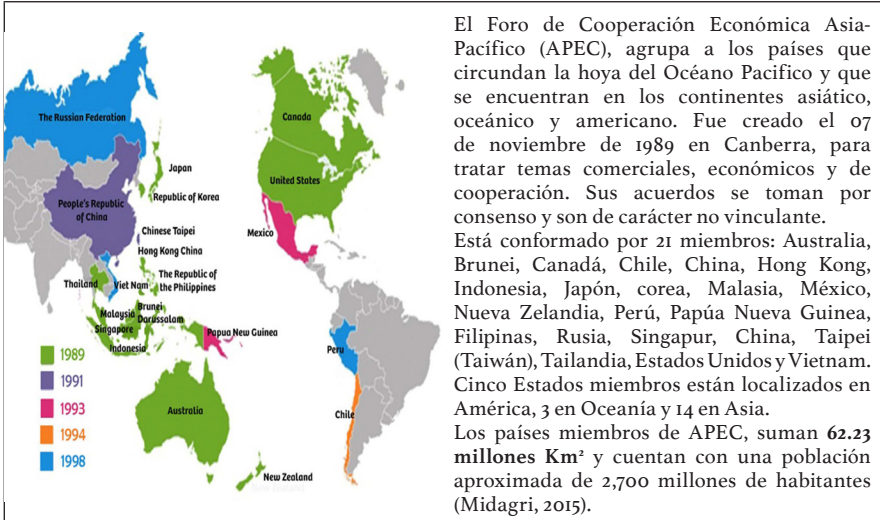 The Russian Federation
Japan
Republic of Korea
People's Republic
of China
Chinese Taipei
Hong Kong China
Thailand
Viet Nam
The Republic of
the Philippines
Malaysia
Brunei
Darussalam
Singapore
Indonesia
Papua New Guinea
Australia
New Zealand
Canada
United States
Mexico
Peru
Chile
1989
1991
1993
1994
1998
El Foro de Cooperación Económica Asia-
Pacífico (APEC), agrupa a los países que
circundan la hoya del Océano Pacifico y que
se encuentran en los continentes asiático,
oceánico y americano. Fue creado el 07
de noviembre de 1989 en Canberra, para
tratar temas comerciales, económicos y de
cooperación. Sus acuerdos se toman por
consenso y son de carácter no vinculante.
Está conformado por 21 miembros: Australia,
Brunei, Canadá, Chile, China, Hong Kong,
Indonesia, Japón, corea, Malasia, México,
Nueva Zelandia, Perú, Papúa Nueva Guinea,
Filipinas, Rusia, Singapur, China, Taipei
(Taiwán), Tailandia, Estados Unidos y Vietnam.
Cinco Estados miembros están localizados en
América, 3 en Oceanía y 14 en Asia.
Los países miembros de APEC, suman 62.23
millones Km² y cuentan con una población
aproximada de 2,700 millones de habitantes
(Midagri, 2015).